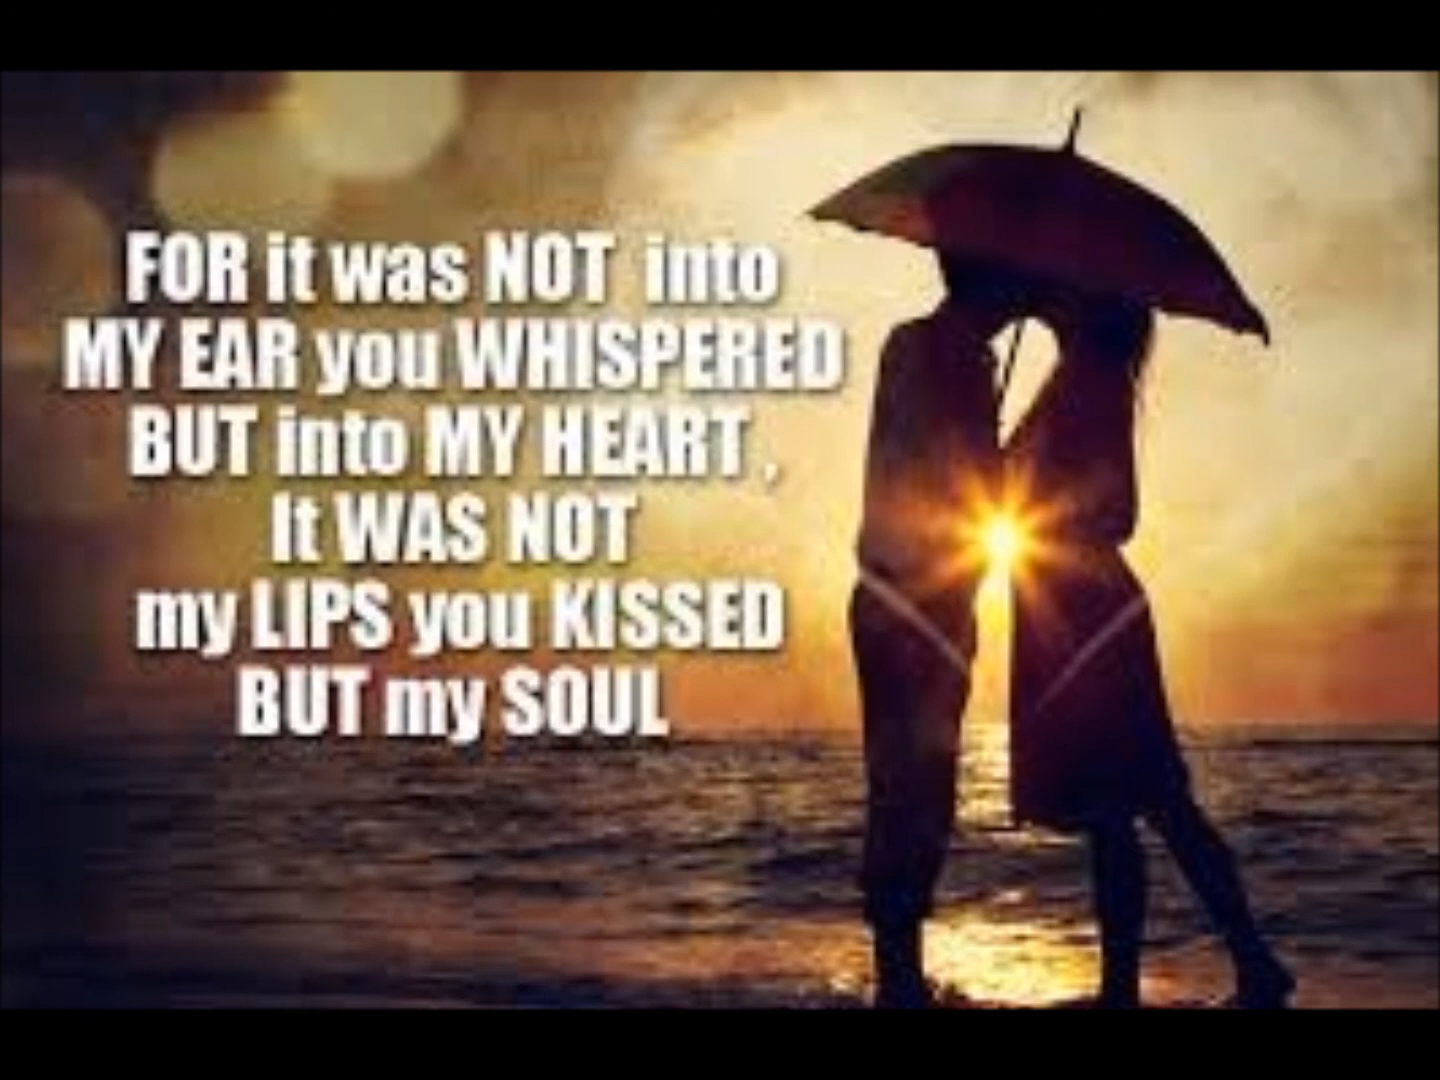 FOR it was NOT into
MY EAR you WHISPERED
BUT into MY HEART ,
It WAS NOT
my LIPS you KISSED
BUT my SOUL